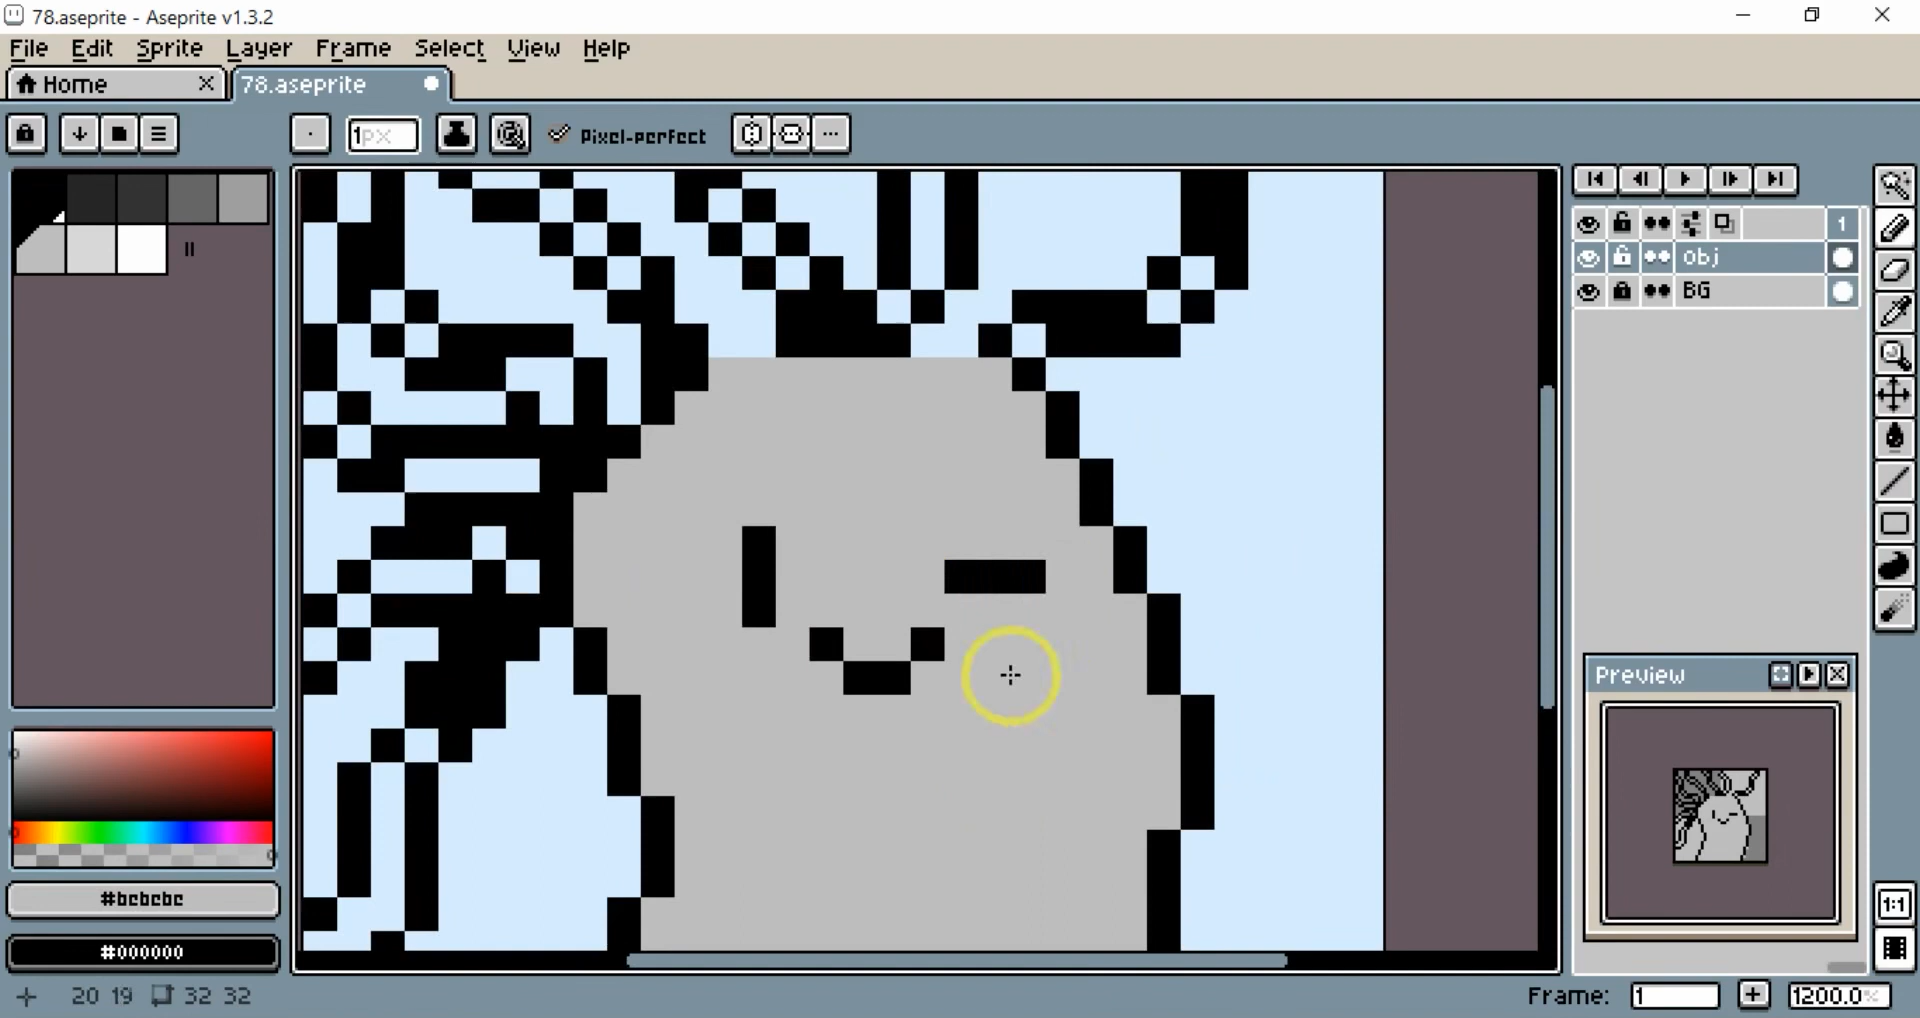 78.aseprite - Aseprite v1.3.2
File Edit Sprite Layer Frame Select View Help
Home 78.aseprite
1px Pixel-perfect
1
obj
BG
Preview
#bcbcbc
#000000
1:1
20 19 32 32 Frame: 1 1200.0%